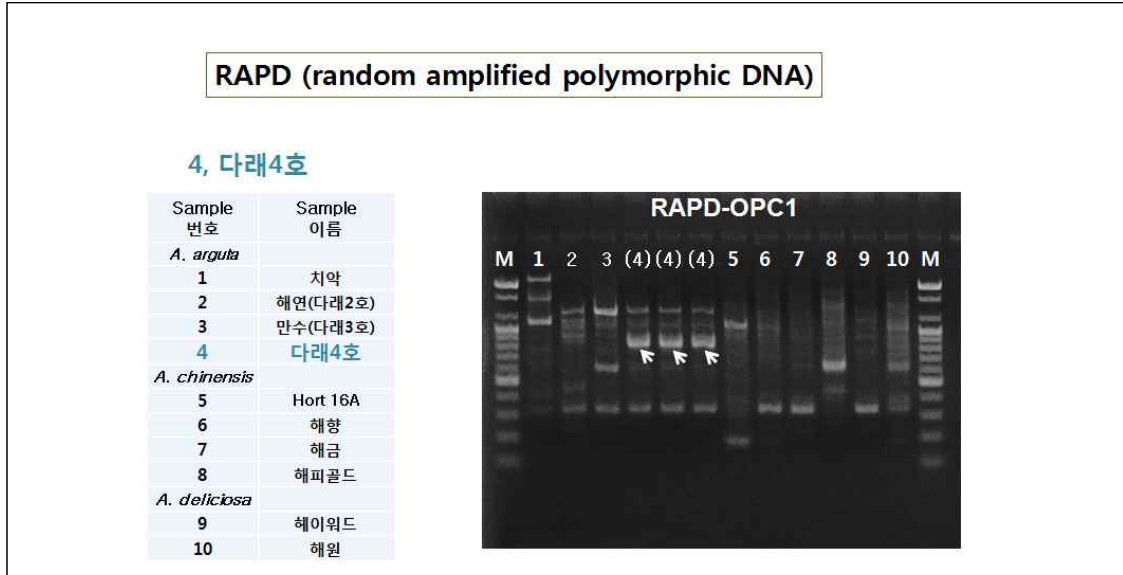 RAPD (random amplified polymorphic DNA)
4, 다래4호
Sample 번호 Sample 이름
A. arguta
1 치악
2 해연(다래2호)
3 만수(다래3호)
4 다래4호
A. chinensis
5 Hort 16A
6 해향
7 해금
8 해피골드
A. deliciosa
9 헤이워드
10 해원
RAPD-OPC1
M 1 2 3 (4) (4) (4) 5 6 7 8 9 10 M